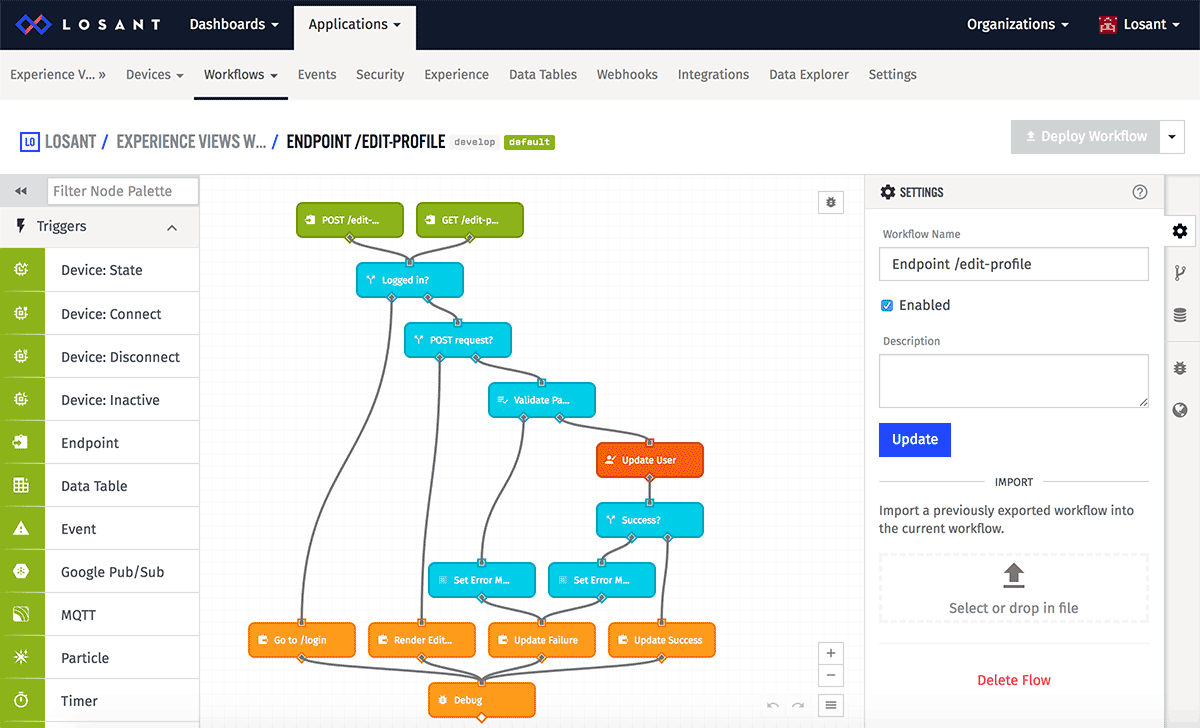 LOSANT Dashboards Applications Organizations Losant
Experience V... » Devices Workflows Events Security Experience Data Tables Webhooks Integrations Data Explorer Settings
LO LOSANT / EXPERIENCE VIEWS W... / ENDPOINT /EDIT-PROFILE develop default
Deploy Workflow
Filter Node Palette
Triggers
Device: State
Device: Connect
Device: Disconnect
Device: Inactive
Endpoint
Data Table
Event
Google Pub/Sub
MQTT
Particle
Timer
POST /edit-... GET /edit-p...
Logged in?
POST request?
Validate Pa...
Update User
Success?
Set Error M... Set Error M...
Go to /login Render Edit... Update Failure Update Success
Debug
SETTINGS
Workflow Name
Endpoint /edit-profile
Enabled
Description
Update
IMPORT
Import a previously exported workflow into
the current workflow.
Select or drop in file
Delete Flow